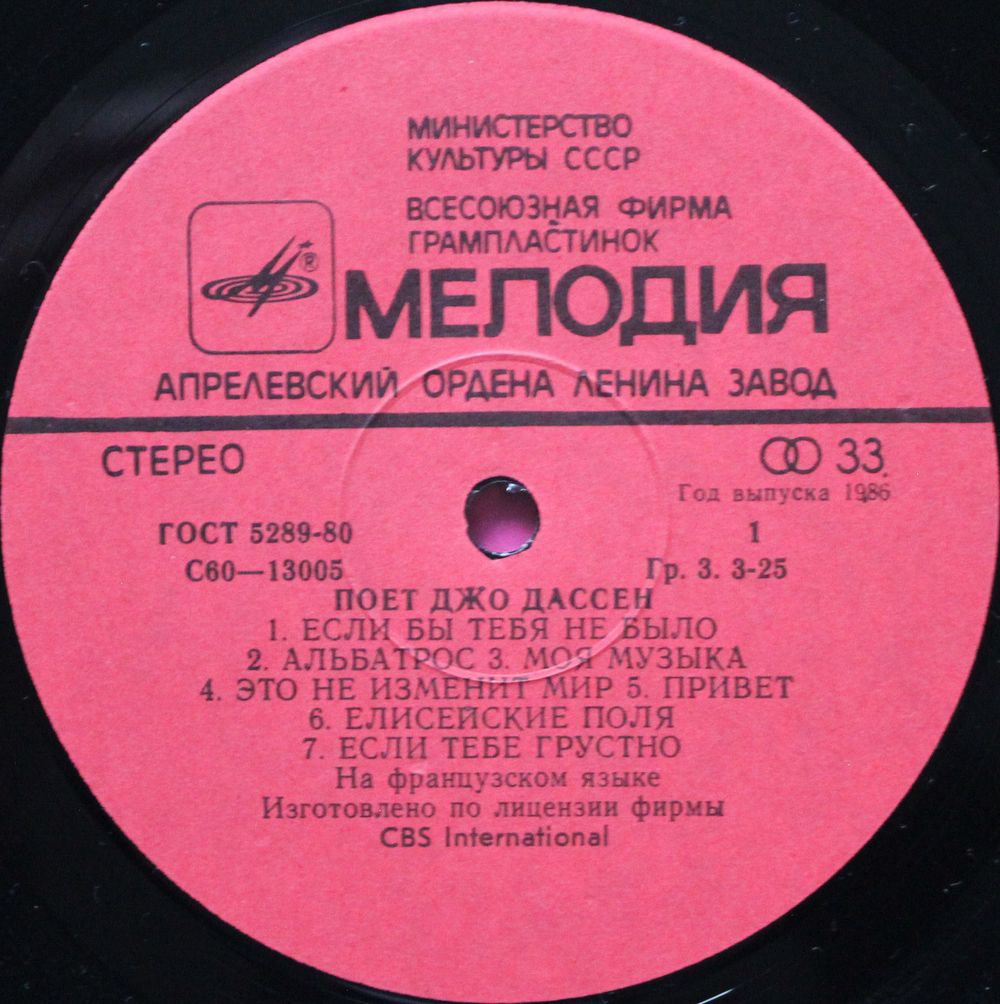 МИНИСТЕРСТВО
КУЛЬТУРЫ СССР
ВСЕСОЮЗНАЯ ФИРМА
ГРАМПЛАСТИНОК
®
МЕЛОДИЯ
АПРЕЛЕВСКИЙ ОРДЕНА ЛЕНИНА ЗАВОД
СТЕРЕО
33
Год выпуска 1986
ГОСТ 5289-80
1
С60—13005
Гр. 3. 3-25
ПОЕТ ДЖО ДАССЕН
1. ЕСЛИ БЫ ТЕБЯ НЕ БЫЛО
2. АЛЬБАТРОС 3. МОЯ МУЗЫКА
4. ЭТО НЕ ИЗМЕНИТ МИР 5. ПРИВЕТ
6. ЕЛИСЕЙСКИЕ ПОЛЯ
7. ЕСЛИ ТЕБЕ ГРУСТНО
На французском языке
Изготовлено по лицензии фирмы
CBS International